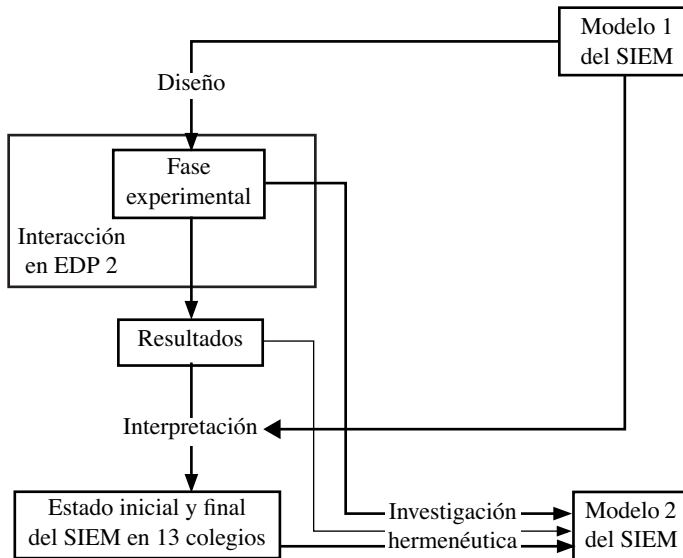 Modelo 1
del SIEM
Diseño
Fase
experimental
Interacción
en EDP 2
Resultados
Interpretación
Estado inicial y final
del SIEM en 13 colegios
Investigación
hermenéutica
Modelo 2
del SIEM